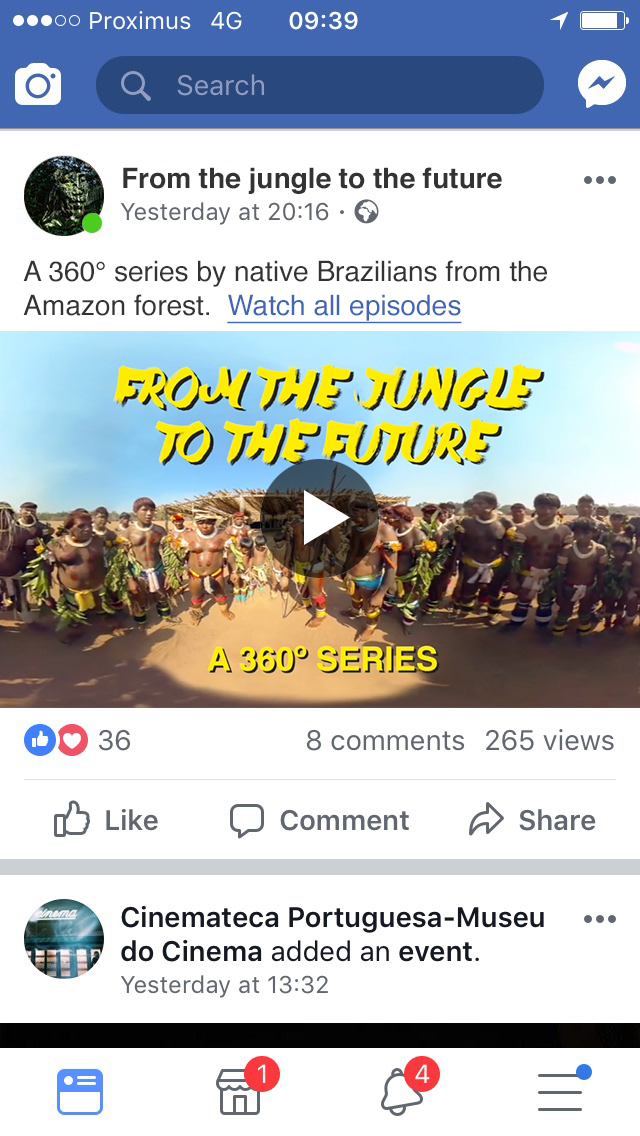 Proximus 4G 09:39
Search
From the jungle to the future
Yesterday at 20:16 ·
A 360° series by native Brazilians from the
Amazon forest. Watch all episodes
FROM THE JUNGLE
TO THE FUTURE
A 360º SERIES
36 8 comments 265 views
Like Comment Share
cinema
Cinemateca Portuguesa-Museu
do Cinema added an event.
Yesterday at 13:32
1 4